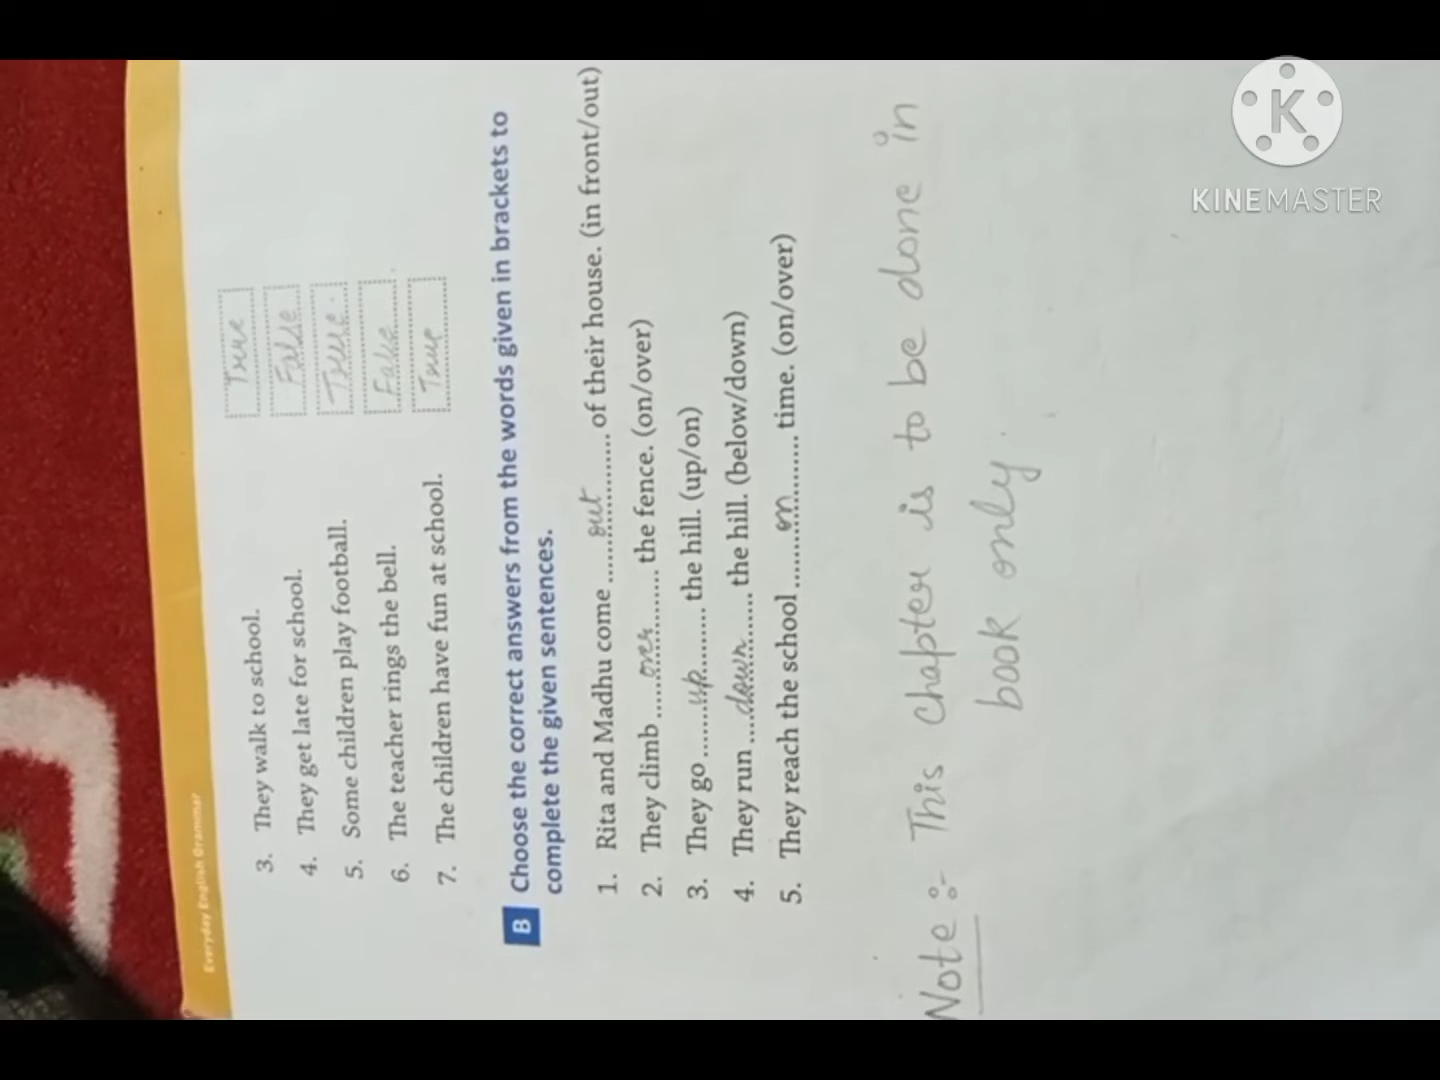 Everyday English Grammar
3. They walk to school. True
4. They get late for school. False
5. Some children play football. True.
6. The teacher rings the bell. False
7. The children have fun at school. True
B Choose the correct answers from the words given in brackets to
complete the given sentences.
1. Rita and Madhu come ........out........ of their house. (in front/out)
2. They climb ........over........ the fence. (on/over)
3. They go ........up........ the hill. (up/on)
4. They run ....down........ the hill. (below/down)
5. They reach the school ........on........ time. (on/over)
Note :- This chapter is to be done in
book only.
K
KINEMASTER